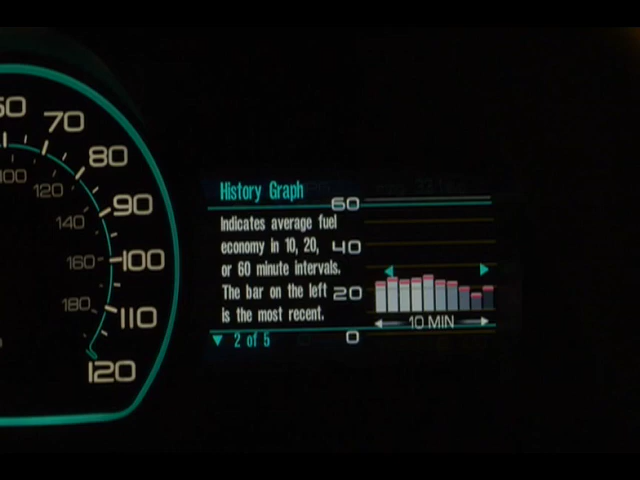 60
70
80
90
100
110
120
100
120
140
160
180
History Graph
Indicates average fuel
economy in 10, 20,
or 60 minute intervals.
The bar on the left
is the most recent.
2 of 5
60
40
20
0
10 MIN